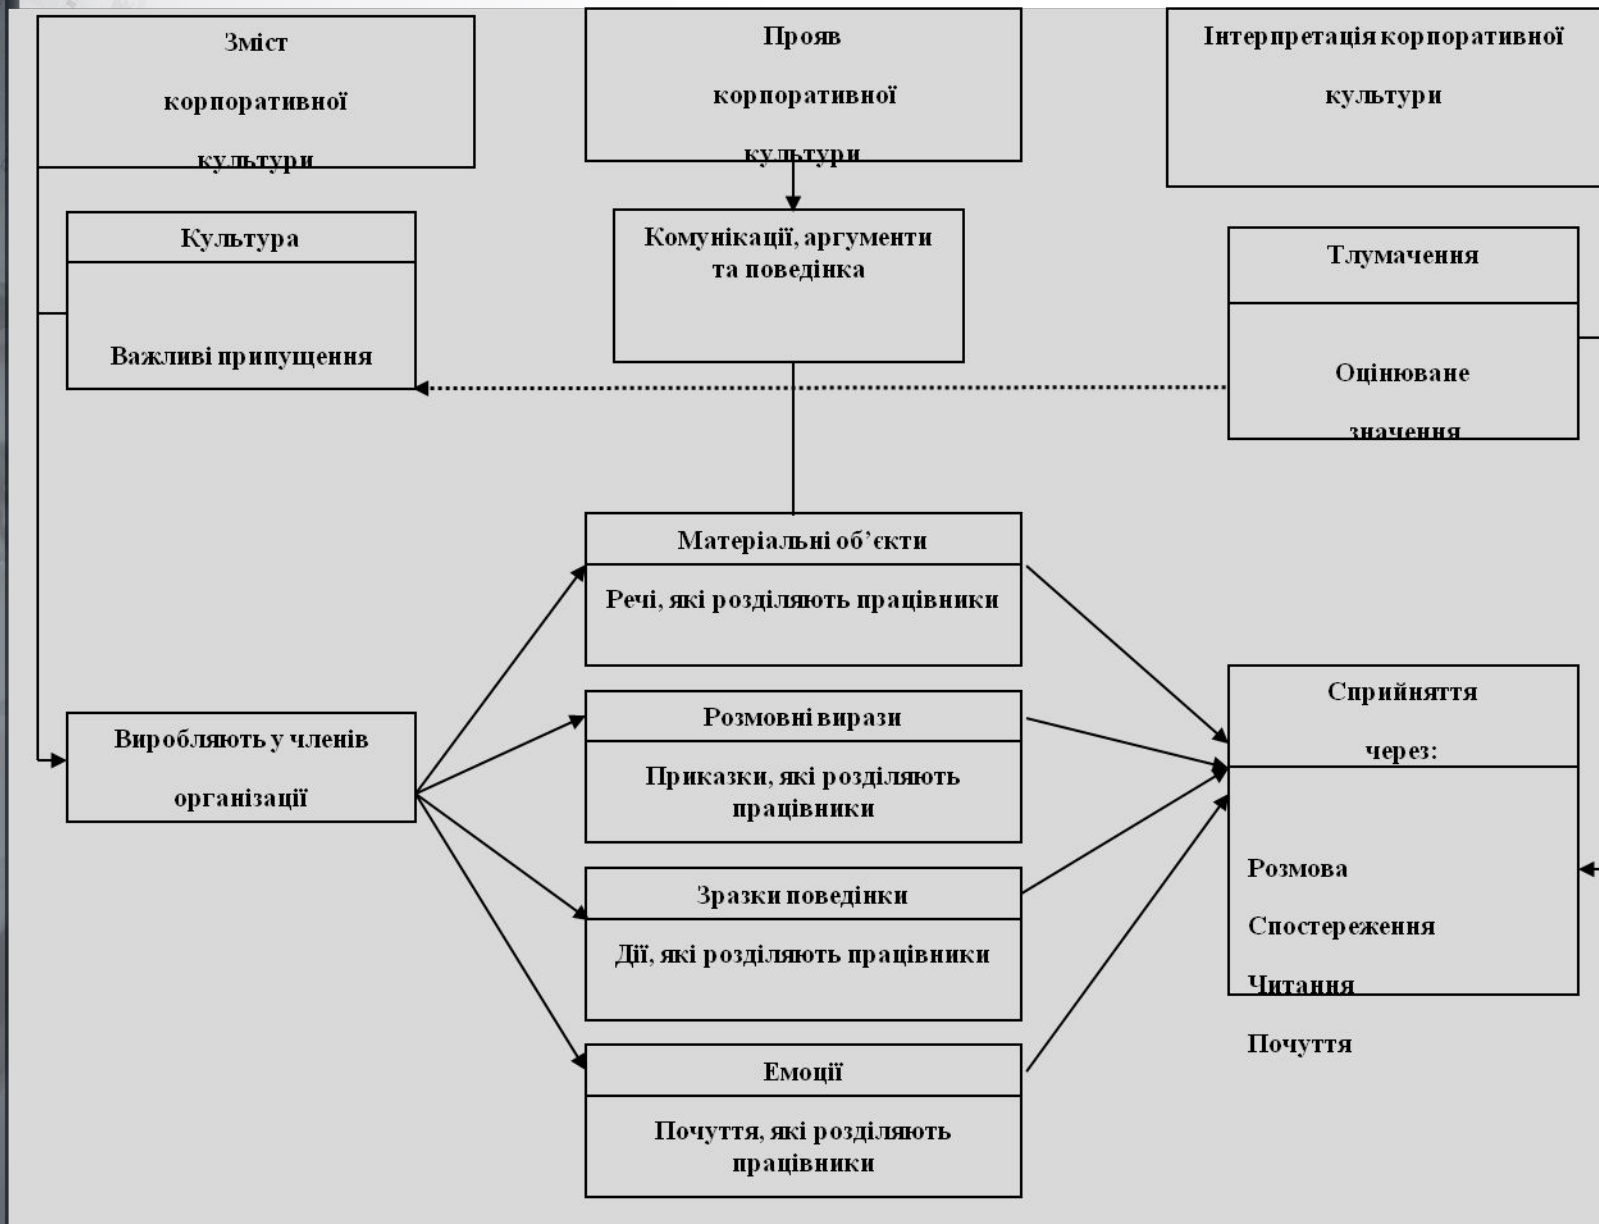 Зміст
корпоративної
культури
Прояв
корпоративної
культури
Інтерпретація корпоративної
культури
Культура
Важливі припущення
Комунікації, аргументи
та поведінка
Тлумачення
Оцінюване
значення
Матеріальні об’єкти
Речі, які розділяють працівники
Розмовні вирази
Приказки, які розділяють
працівники
Зразки поведінки
Дії, які розділяють працівники
Емоції
Почуття, які розділяють
працівники
Виробляють у членів
організації
Сприйняття
через:
Розмова
Спостереження
Читання
Почуття